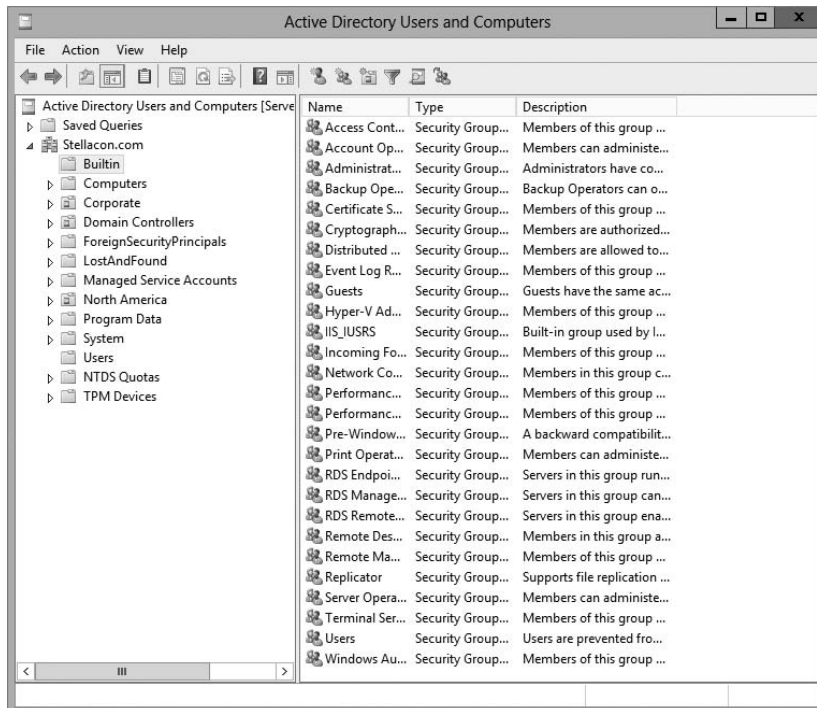 Active Directory Users and Computers
File Action View Help
Active Directory Users and Computers [Serve
Saved Queries
Stellacon.com
Builtin
Computers
Corporate
Domain Controllers
ForeignSecurityPrincipals
LostAndFound
Managed Service Accounts
North America
Program Data
System
Users
NTDS Quotas
TPM Devices
Name Type Description
Access Cont... Security Group... Members of this group ...
Account Op... Security Group... Members can administe...
Administrat... Security Group... Administrators have co...
Backup Ope... Security Group... Backup Operators can o...
Certificate S... Security Group... Members of this group ...
Cryptograph... Security Group... Members are authorized...
Distributed ... Security Group... Members are allowed to...
Event Log R... Security Group... Members of this group ...
Guests Security Group... Guests have the same ac...
Hyper-V Ad... Security Group... Members of this group ...
IIS_IUSRS Security Group... Built-in group used by I...
Incoming Fo... Security Group... Members of this group ...
Network Co... Security Group... Members in this group c...
Performanc... Security Group... Members of this group ...
Performanc... Security Group... Members of this group ...
Pre-Window... Security Group... A backward compatibilit...
Print Operat... Security Group... Members can administe...
RDS Endpoi... Security Group... Servers in this group run...
RDS Manage... Security Group... Servers in this group can...
RDS Remote... Security Group... Servers in this group ena...
Remote Des... Security Group... Members in this group a...
Remote Ma... Security Group... Members of this group ...
Replicator Security Group... Supports file replication ...
Server Opera... Security Group... Members can administe...
Terminal Ser... Security Group... Members of this group ...
Users Security Group... Users are prevented fro...
Windows Au... Security Group... Members of this group ...